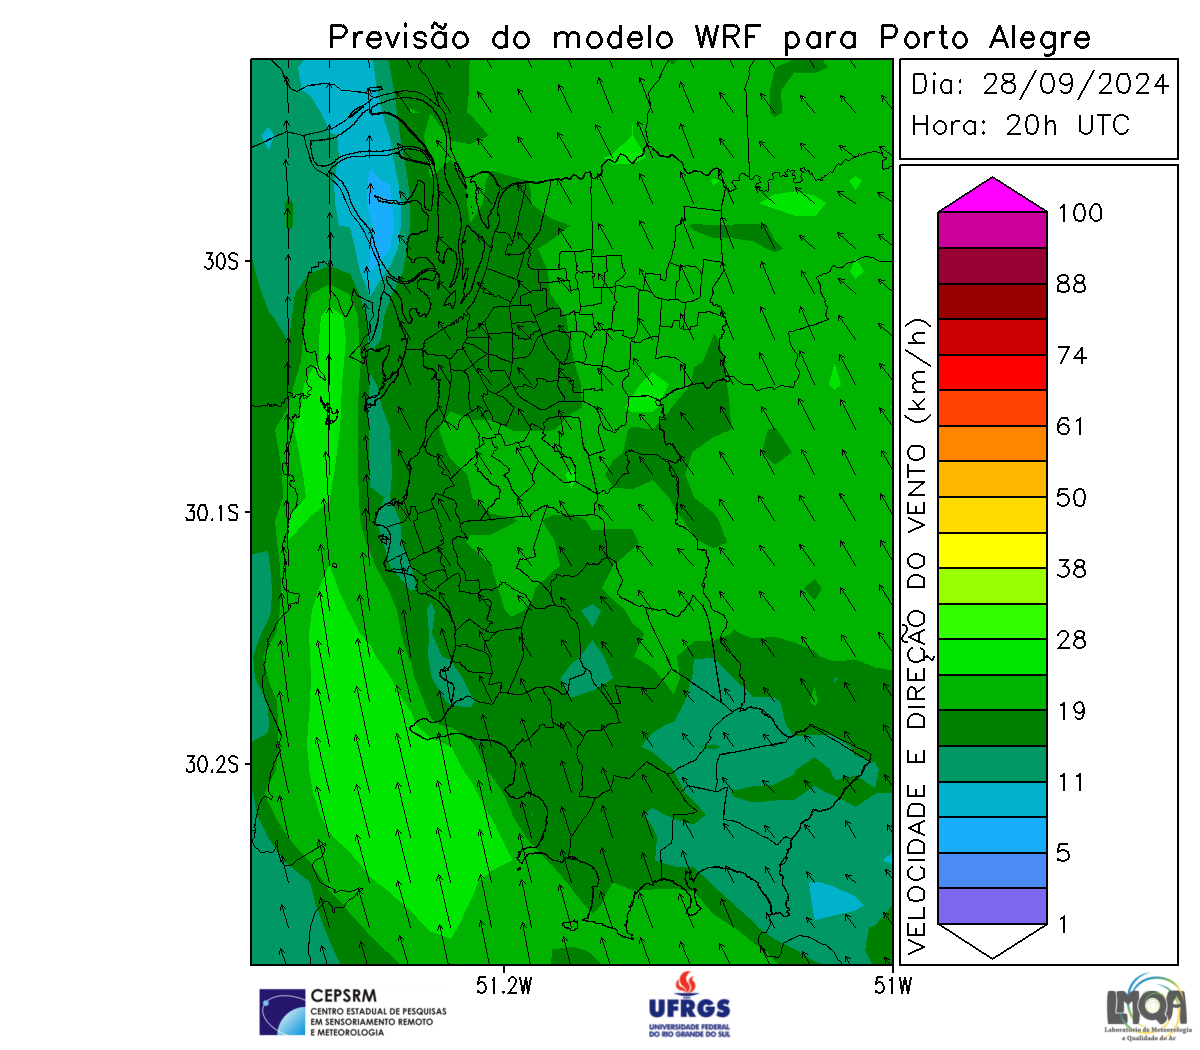 Previsão do modelo WRF para Porto Alegre
Dia: 28/09/2024
Hora: 20h UTC
VELOCIDADE E DIREÇÃO DO VENTO (km/h)
100
88
74
61
50
38
28
19
11
5
1
30S
30.1S
30.2S
51.2W
51W
CEPSRM
CENTRO ESTADUAL DE PESQUISAS
EM SENSORIAMENTO REMOTO
E METEOROLOGIA
UFRGS
UNIVERSIDADE FEDERAL
DO RIO GRANDE DO SUL
LMQA
Laboratório de Meteorologia
e Qualidade do Ar